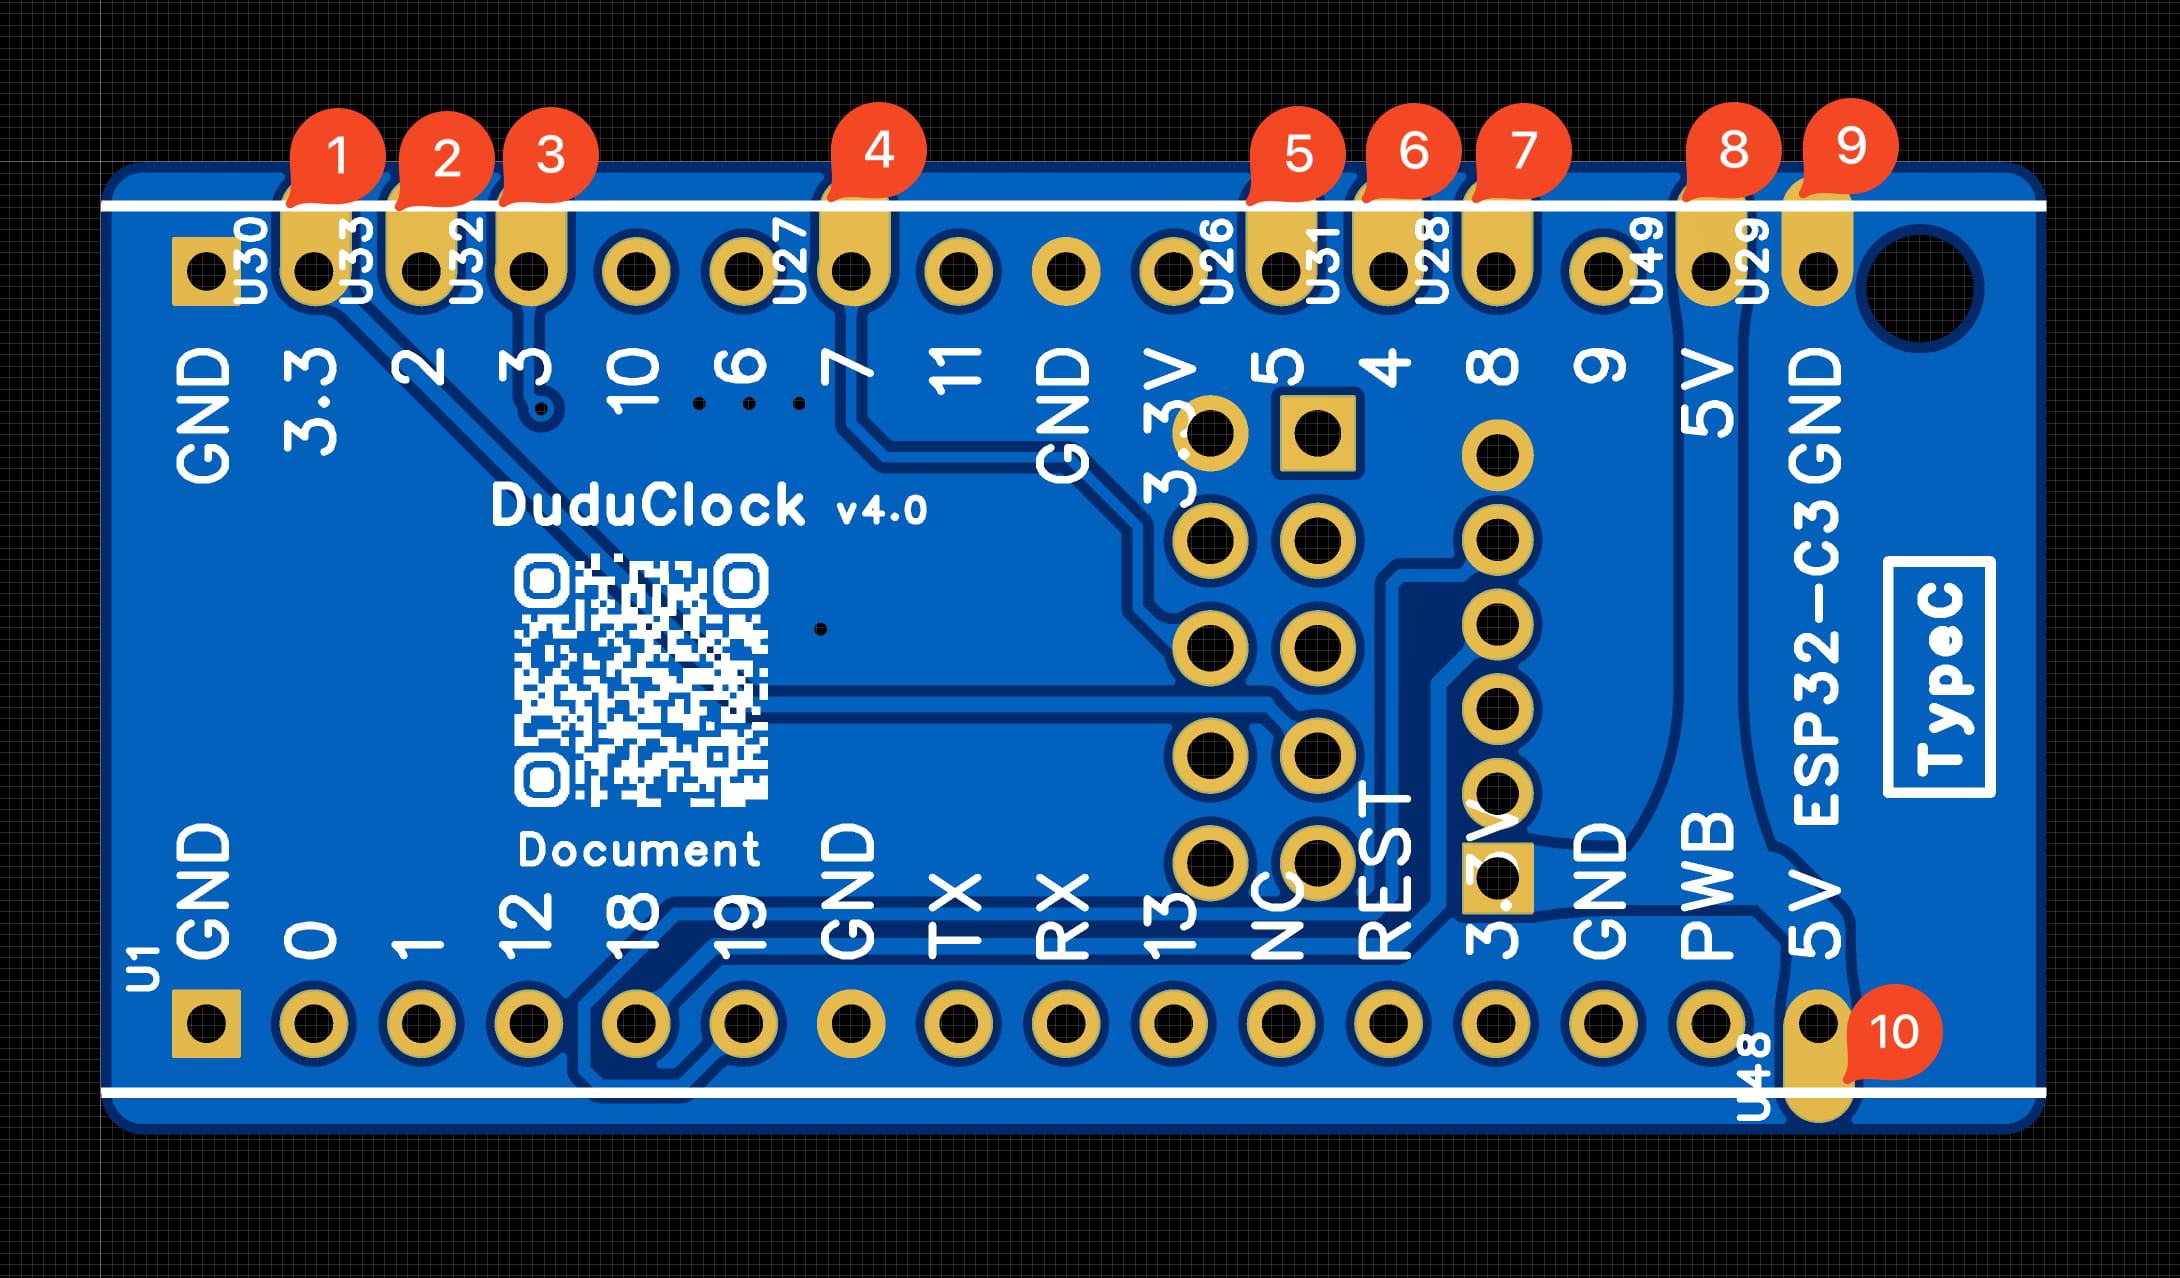 1
2
3
4
5
6
7
8
9
U30
U33
U32
U27
U26
U31
U28
U49
U29
GND
3.3
2
3
10
6
7
11
GND
3.3V
5
4
8
9
5V
GND
DuduClock v4.0
Document
ESP32-C3
TypeC
U1
GND
0
1
12
18
19
GND
TX
RX
13
NC
REST
3.3V
GND
PWB
5V
U48
10